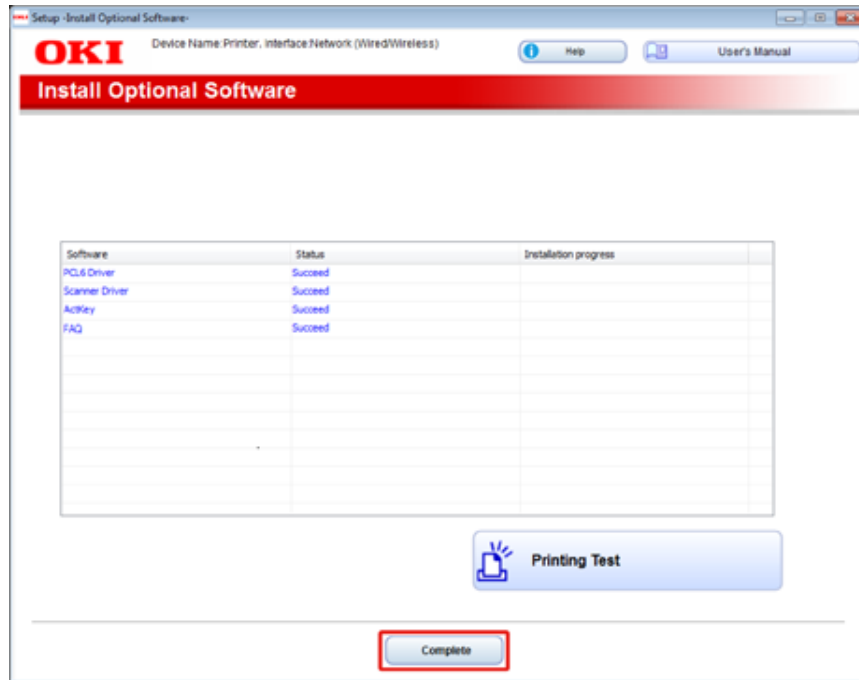 Setup -Install Optional Software-
OKI
Device Name:Printer, interface:Network (Wired/Wireless)
Help
User's Manual
Install Optional Software
Software Status Installation progress
PCL6 Driver Succeed
Scanner Driver Succeed
ActKey Succeed
FAQ Succeed
Printing Test
Complete